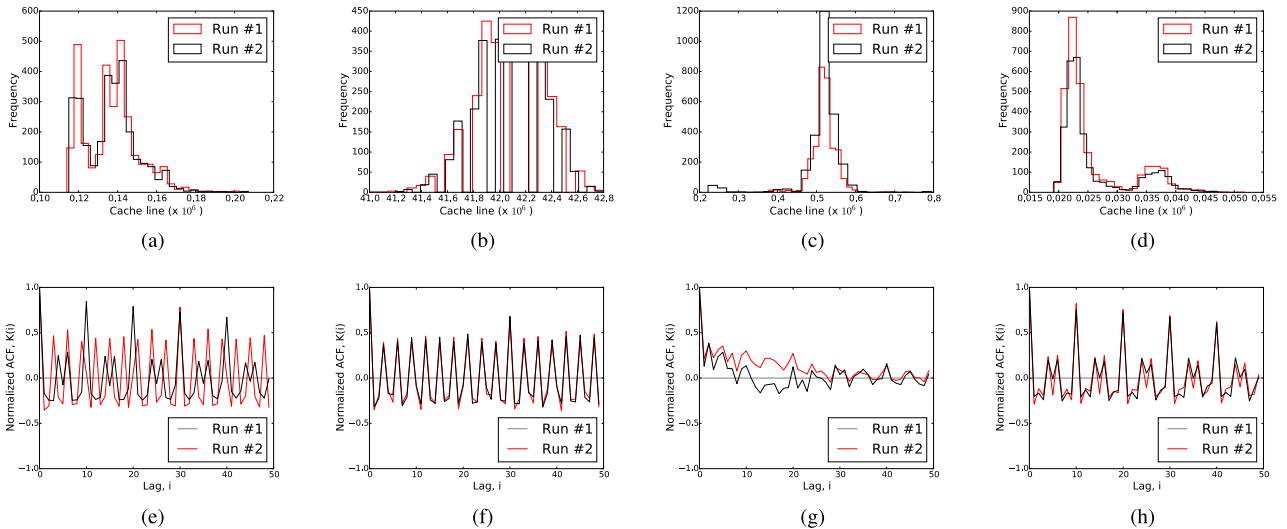 600
500
400
300
200
100
0
0,10 0,12 0,14 0,16 0,18 0,20 0,22
Frequency
Cache line (x 10⁶ )
Run #1
Run #2
(a)
450
400
350
300
250
200
150
100
50
0
41,0 41,2 41,4 41,6 41,8 42,0 42,2 42,4 42,6 42,8
Frequency
Cache line (x 10⁶ )
Run #1
Run #2
(b)
1200
1000
800
600
400
200
0
0,2 0,3 0,4 0,5 0,6 0,7 0,8
Frequency
Cache line (x 10⁶ )
Run #1
Run #2
(c)
900
800
700
600
500
400
300
200
100
0
0,015 0,020 0,025 0,030 0,035 0,040 0,045 0,050 0,055
Frequency
Cache line (x 10⁶ )
Run #1
Run #2
(d)
1.0
0,5
0.0
−0,5
−1.0
0 10 20 30 40 50
Normalized ACF, K(i)
Lag, i
Run #1
Run #2
(e)
1.0
0,5
0.0
−0,5
−1.0
0 10 20 30 40 50
Normalized ACF, K(i)
Lag, i
Run #1
Run #2
(f)
1.0
0,5
0.0
−0,5
−1.0
0 10 20 30 40 50
Normalized ACF, K(i)
Lag, i
Run #1
Run #2
(g)
1.0
0,5
0.0
−0,5
−1.0
0 10 20 30 40 50
Normalized ACF, K(i)
Lag, i
Run #1
Run #2
(h)